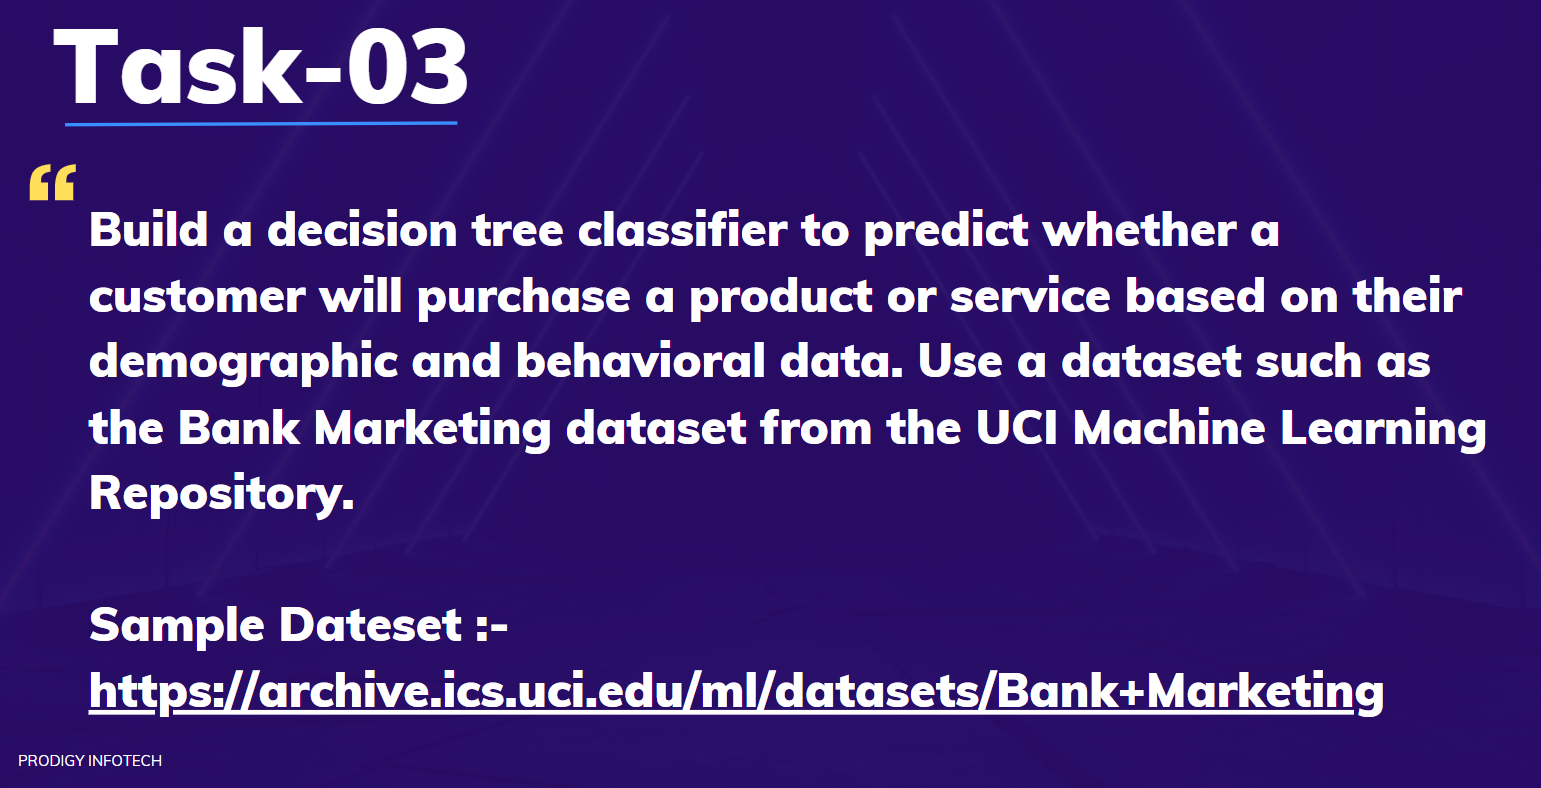 Task-03
“
Build a decision tree classifier to predict whether a
customer will purchase a product or service based on their
demographic and behavioral data. Use a dataset such as
the Bank Marketing dataset from the UCI Machine Learning
Repository.
Sample Dateset :-
https://archive.ics.uci.edu/ml/datasets/Bank+Marketing
PRODIGY INFOTECH